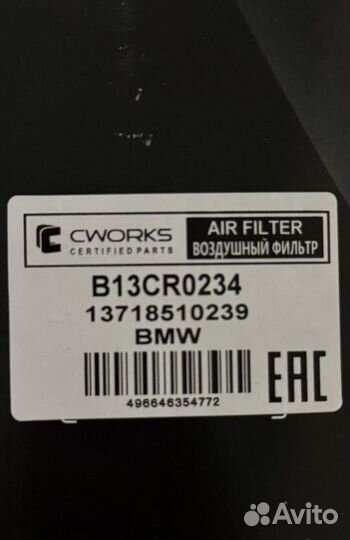 CWORKS
CERTIFIED PARTS
AIR FILTER
ВОЗДУШНЫЙ ФИЛЬТР
B13CR0234
13718510239
BMW
496646354772
EAC
Avito